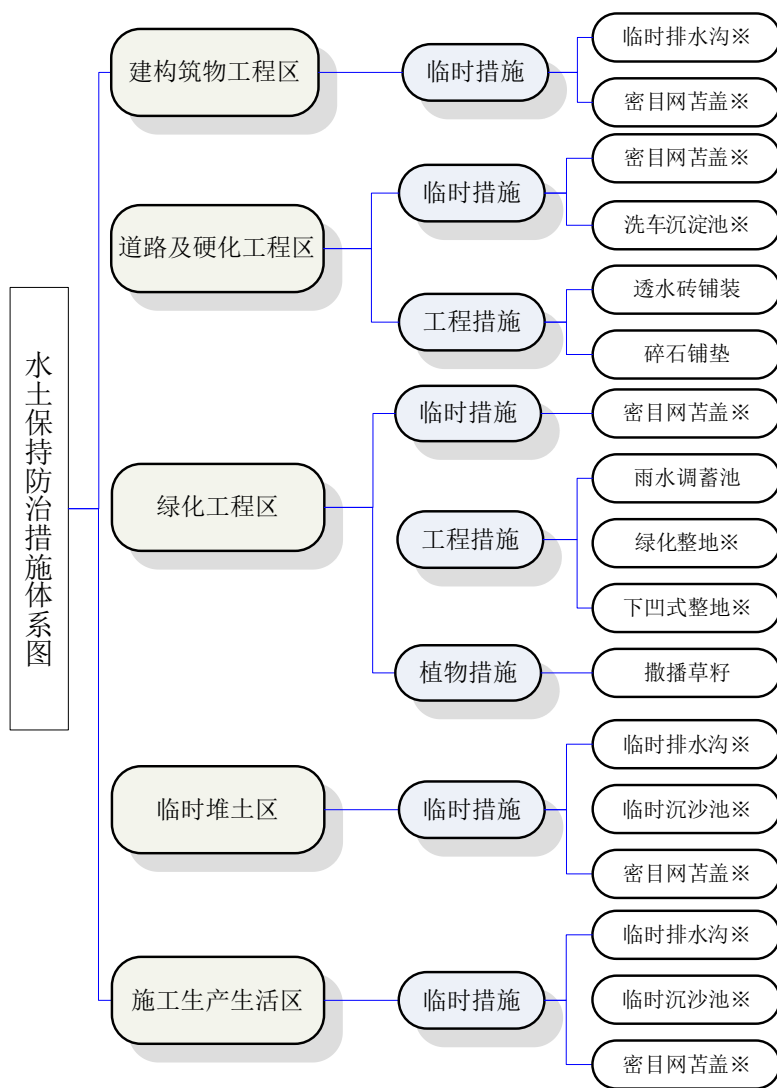 水土保持防治措施体系图
建构筑物工程区
临时措施
临时排水沟※
密目网苫盖※
道路及硬化工程区
临时措施
密目网苫盖※
洗车沉淀池※
工程措施
透水砖铺装
碎石铺垫
绿化工程区
临时措施
密目网苫盖※
工程措施
雨水调蓄池
绿化整地※
下凹式整地※
植物措施
撒播草籽
临时堆土区
临时措施
临时排水沟※
临时沉沙池※
密目网苫盖※
施工生产生活区
临时措施
临时排水沟※
临时沉沙池※
密目网苫盖※